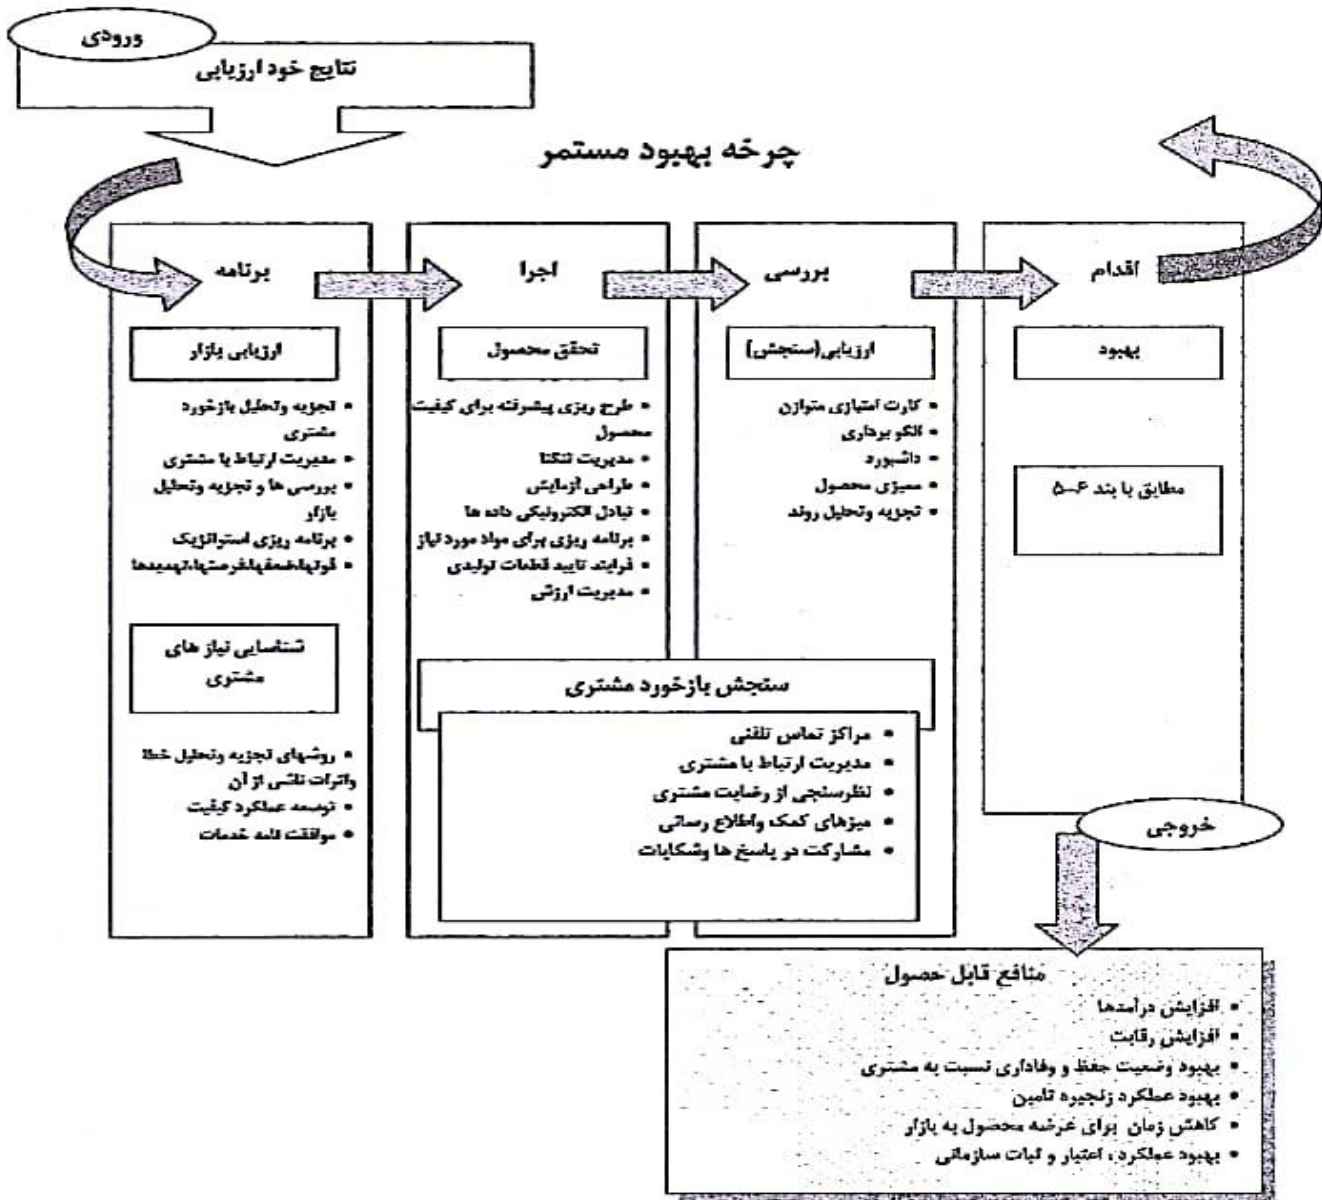 ورودی
نتایج خود ارزیابی
چرخه بهبود مستمر
برنامه
ارزیابی بازار
• تجزیه وتحلیل بازخورد
مشتری
• مدیریت ارتباط با مشتری
• بررسی ها و تجزیه وتحلیل
بازار
• برنامه ریزی استراتژیک
• قوتها،ضعفها،فرصتها،تهدیدها
شناسایی نیاز های
مشتری
• روشهای تجزیه وتحلیل خطا
واثرات ناشی از آن
• توسعه عملکرد کیفیت
• موافقت نامه خدمات
اجرا
تحقق محصول
• طرح ریزی پیشرفته برای کیفیت
محصول
• مدیریت تنگنا
• طراحی آزمایش
• تبادل الکترونیکی داده ها
• برنامه ریزی برای مواد مورد نیاز
• فرایند تایید قطعات تولیدی
• مدیریت ارزش
بررسی
ارزیابی(سنجش)
• کارت امتیازی متوازن
• الگو برداری
• داشبورد
• ممیزی محصول
• تجزیه وتحلیل روند
سنجش بازخورد مشتری
• مراکز تماس تلفنی
• مدیریت ارتباط با مشتری
• نظرسنجی از رضایت مشتری
• میزهای کمک واطلاع رسانی
• مشارکت در پاسخ ها وشکایات
اقدام
بهبود
مطابق با بند ۶-۵
خروجی
منافع قابل حصول
• افزایش درآمدها
• افزایش رقابت
• بهبود وضعیت حفظ و وفاداری نسبت به مشتری
• بهبود عملکرد زنجیره تامین
• کاهش زمان برای عرضه محصول به بازار
• بهبود عملکرد ، اعتبار و ثبات سازمانی